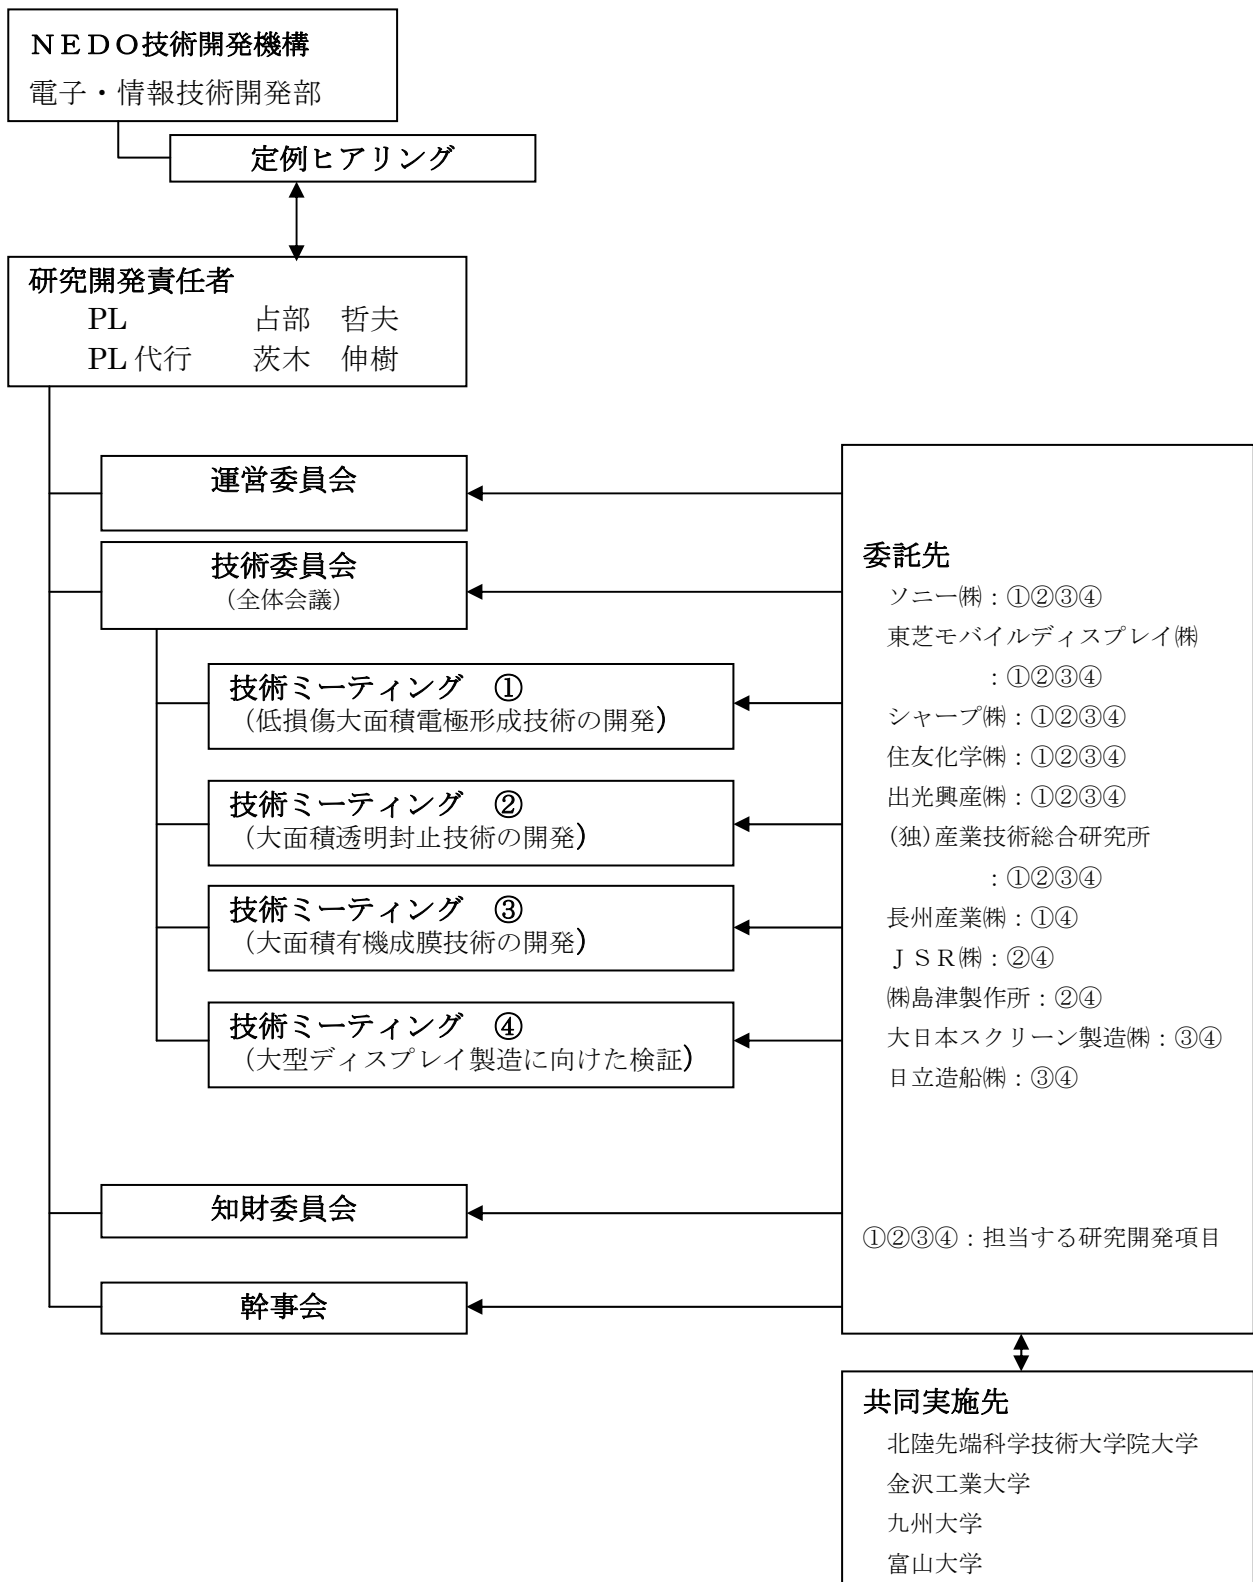 ＮＥＤＯ技術開発機構
電子・情報技術開発部
定例ヒアリング
研究開発責任者
PL 占部 哲夫
PL 代行 茨木 伸樹
運営委員会
技術委員会
（全体会議）
技術ミーティング ①
（低損傷大面積電極形成技術の開発）
技術ミーティング ②
（大面積透明封止技術の開発）
技術ミーティング ③
（大面積有機成膜技術の開発）
技術ミーティング ④
（大型ディスプレイ製造に向けた検証）
知財委員会
幹事会
委託先
ソニー㈱：①②③④
東芝モバイルディスプレイ㈱
：①②③④
シャープ㈱：①②③④
住友化学㈱：①②③④
出光興産㈱：①②③④
（独）産業技術総合研究所
：①②③④
長州産業㈱：①④
ＪＳＲ㈱：②④
㈱島津製作所：②④
大日本スクリーン製造㈱：③④
日立造船㈱：③④
①②③④：担当する研究開発項目
共同実施先
北陸先端科学技術大学院大学
金沢工業大学
九州大学
富山大学